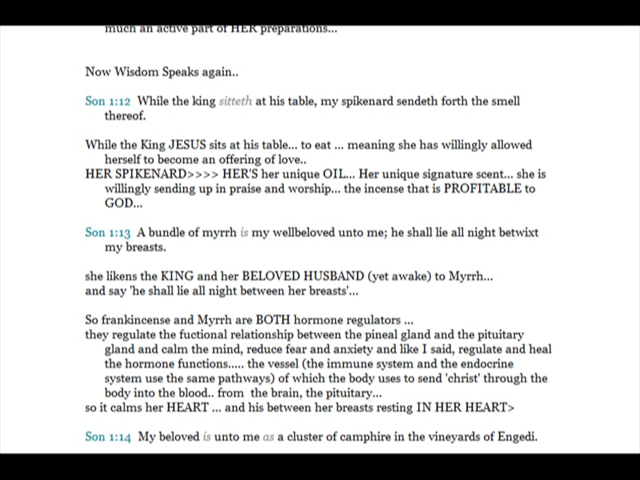 much an active part of HER preparations...
Now Wisdom Speaks again..
Son 1:12 While the king sitteth at his table, my spikenard sendeth forth the smell
thereof.
While the King JESUS sits at his table... to eat ... meaning she has willingly allowed
herself to become an offering of love..
HER SPIKENARD>>>> HER'S her unique OIL... Her unique signature scent... she is
willingly sending up in praise and worship... the incense that is PROFITABLE to
GOD...
Son 1:13 A bundle of myrrh is my wellbeloved unto me; he shall lie all night betwixt
my breasts.
she likens the KING and her BELOVED HUSBAND (yet awake) to Myrrh...
and say 'he shall lie all night between her breasts'...
So frankincense and Myrrh are BOTH hormone regulators ...
they regulate the fuctional relationship between the pineal gland and the pituitary
gland and calm the mind, reduce fear and anxiety and like I said, regulate and heal
the hormone functions..... the vessel (the immune system and the endocrine
system use the same pathways) of which the body uses to send 'christ' through the
body into the blood.. from the brain, the pituitary...
so it calms her HEART ... and his between her breasts resting IN HER HEART>
Son 1:14 My beloved is unto me as a cluster of camphire in the vineyards of Engedi.